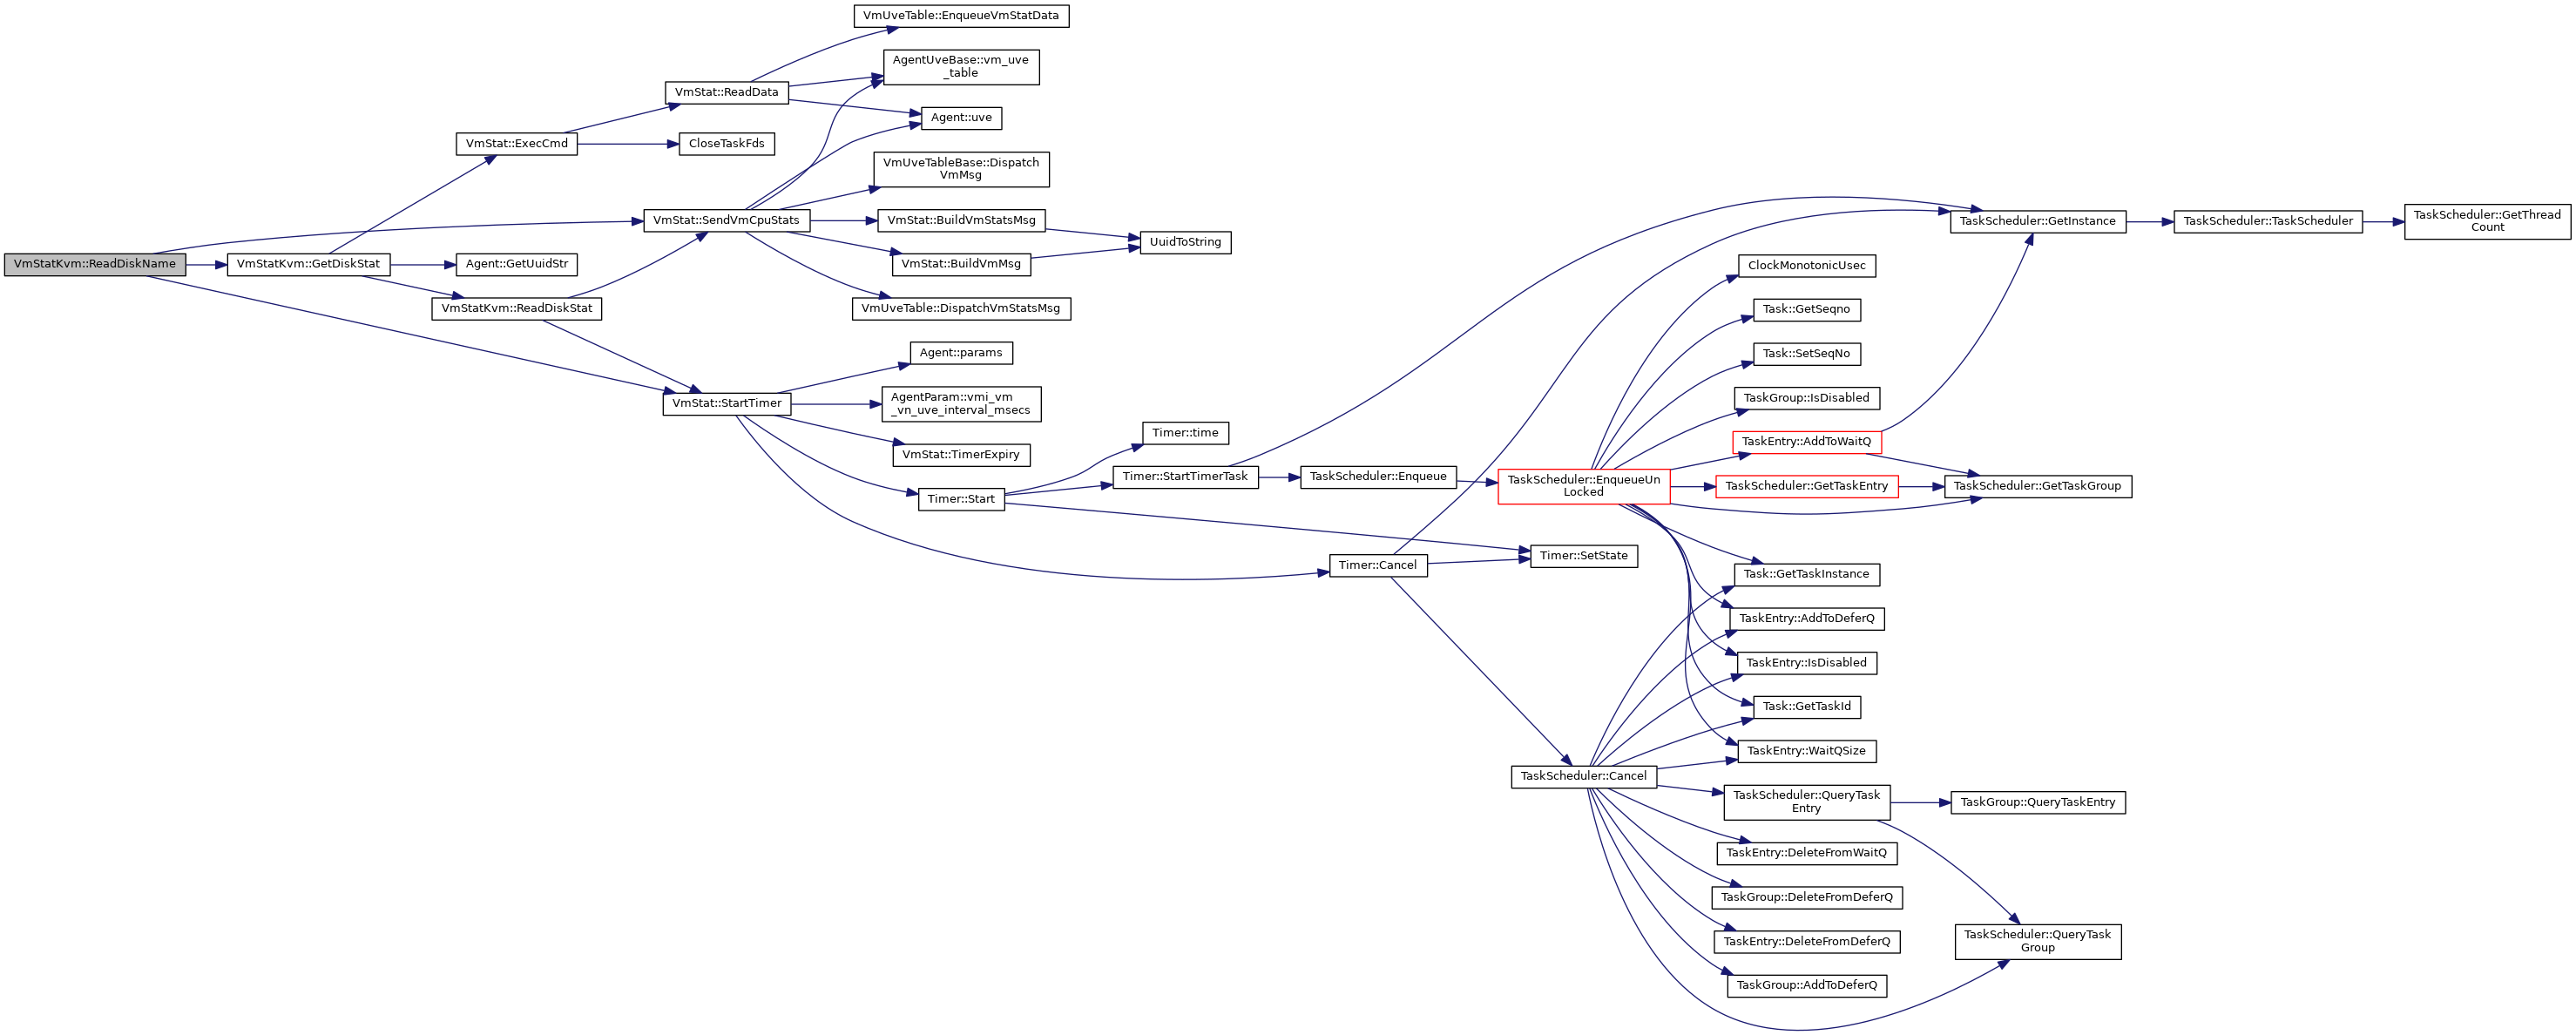 VmStatKvm::ReadDiskName
VmStatKvm::GetDiskStat
VmStat::ExecCmd
VmStat::ReadData
VmUveTable::EnqueueVmStatData
AgentUveBase::vm_uve
_table
Agent::uve
CloseTaskFds
Agent::GetUuidStr
VmStatKvm::ReadDiskStat
VmStat::SendVmCpuStats
VmUveTableBase::Dispatch
VmMsg
VmStat::BuildVmStatsMsg
VmStat::BuildVmMsg
UuidToString
VmUveTable::DispatchVmStatsMsg
VmStat::StartTimer
Agent::params
AgentParam::vmi_vm
_vn_uve_interval_msecs
VmStat::TimerExpiry
Timer::Start
Timer::time
Timer::StartTimerTask
TaskScheduler::Enqueue
TaskScheduler::EnqueueUn
Locked
Timer::SetState
Timer::Cancel
TaskScheduler::Cancel
TaskScheduler::GetInstance
TaskScheduler::TaskScheduler
TaskScheduler::GetThread
Count
ClockMonotonicUsec
Task::GetSeqno
Task::SetSeqNo
TaskGroup::IsDisabled
TaskEntry::AddToWaitQ
TaskScheduler::GetTaskEntry
TaskScheduler::GetTaskGroup
Task::GetTaskInstance
TaskEntry::AddToDeferQ
TaskEntry::IsDisabled
Task::GetTaskId
TaskEntry::WaitQSize
TaskScheduler::QueryTask
Entry
TaskGroup::QueryTaskEntry
TaskEntry::DeleteFromWaitQ
TaskGroup::DeleteFromDeferQ
TaskEntry::DeleteFromDeferQ
TaskScheduler::QueryTask
Group
TaskGroup::AddToDeferQ